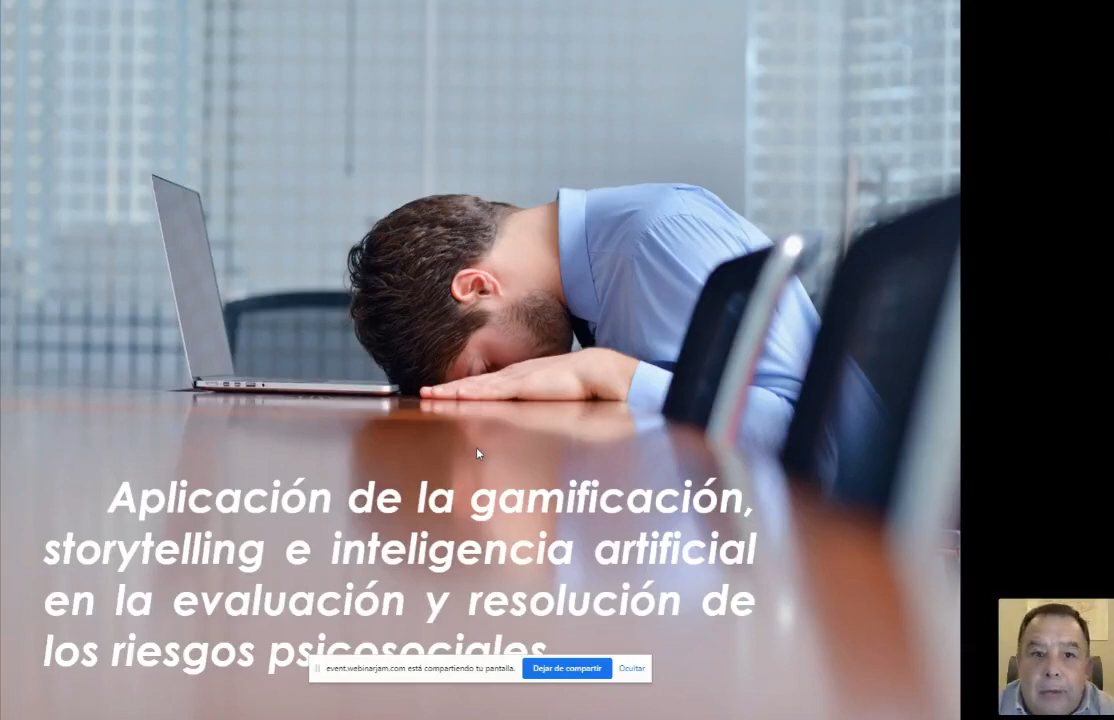 Aplicación de la gamificación,
storytelling e inteligencia artificial
en la evaluación y resolución de
los riesgos psicosociales
event.webinarjam.com está compartiendo tu pantalla.
Dejar de compartir
Ocultar